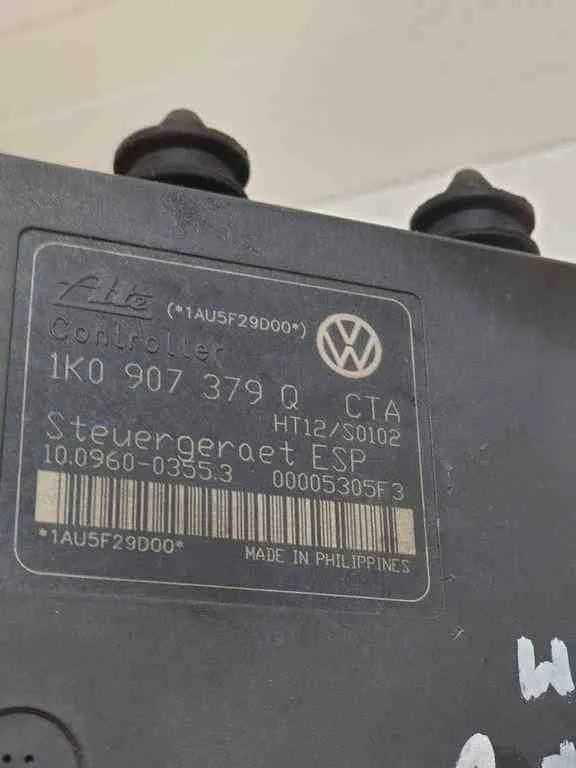 Ate (*1AU5F29D00*)
Controller
1K0 907 379 Q CTA
HT12/S0102
Steuergeraet ESP
10.0960-0355.3 00005305F3
*1AU5F29D00*
MADE IN PHILIPPINES